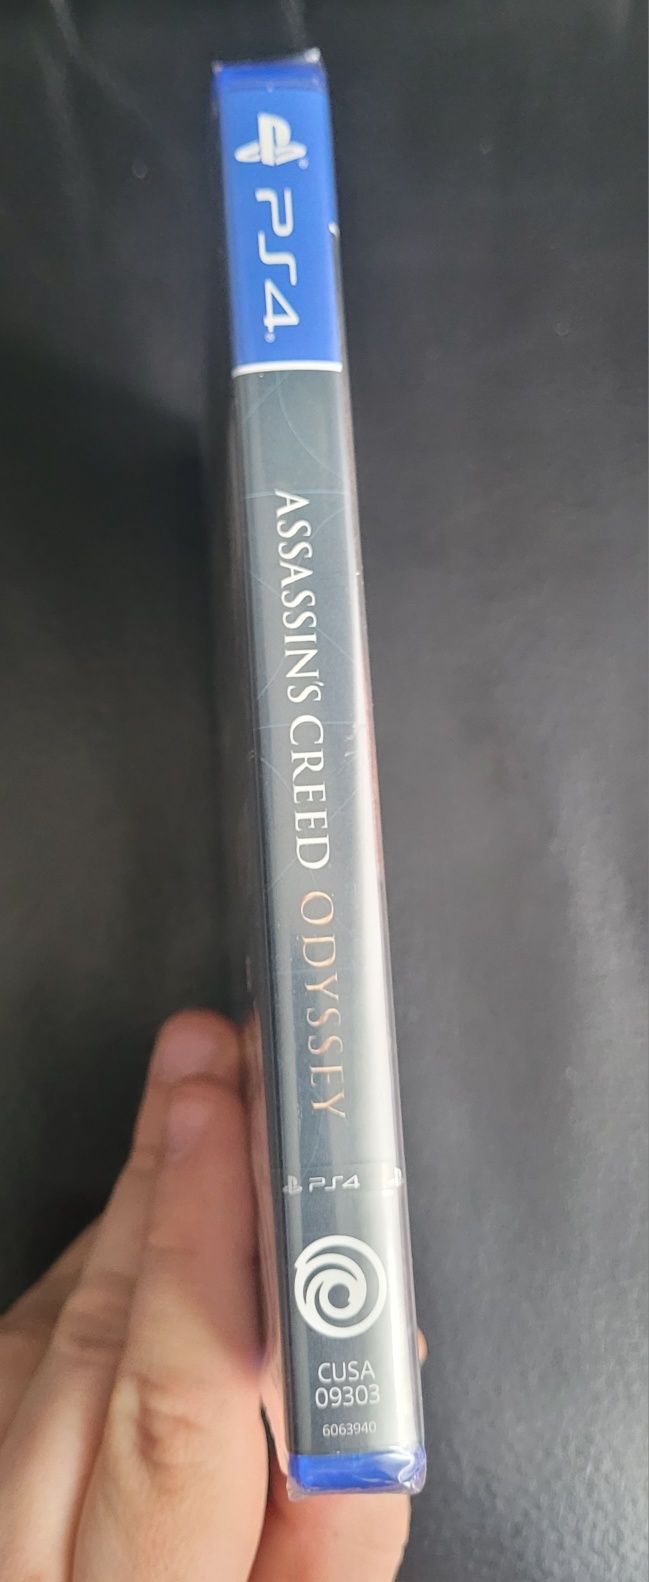 PS4
ASSASSIN'S CREED ODYSSEY
PS4
CUSA
09303
6063940